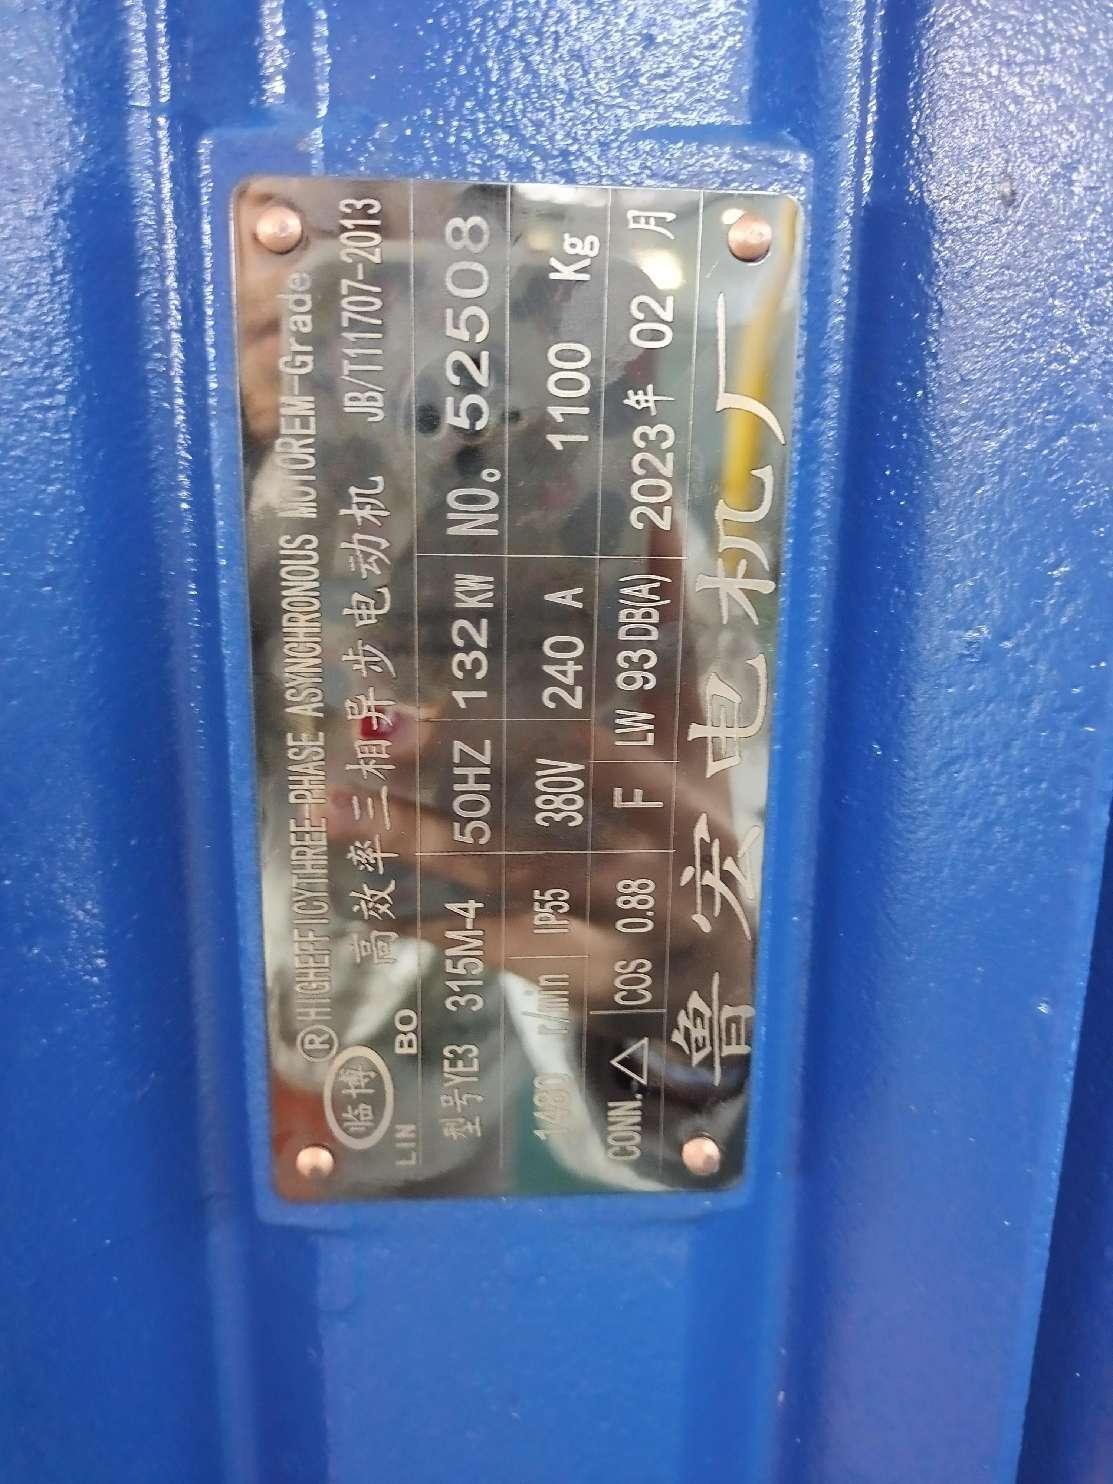 ®HIGHEFFICYTHREE-PHASE ASYNCHRONOUS MOTOREM-Grade
临博
LIN BO
高效率三相异步电动机 JB/T11707-2013
型号YE3 315M-4 50HZ 132KW NO。52508
1480 r/min IP55 380V 240 A 1100 Kg
CONN.△ COS 0.88 F LW 93DB(A) 2023年 02 月
鲁宏电机厂